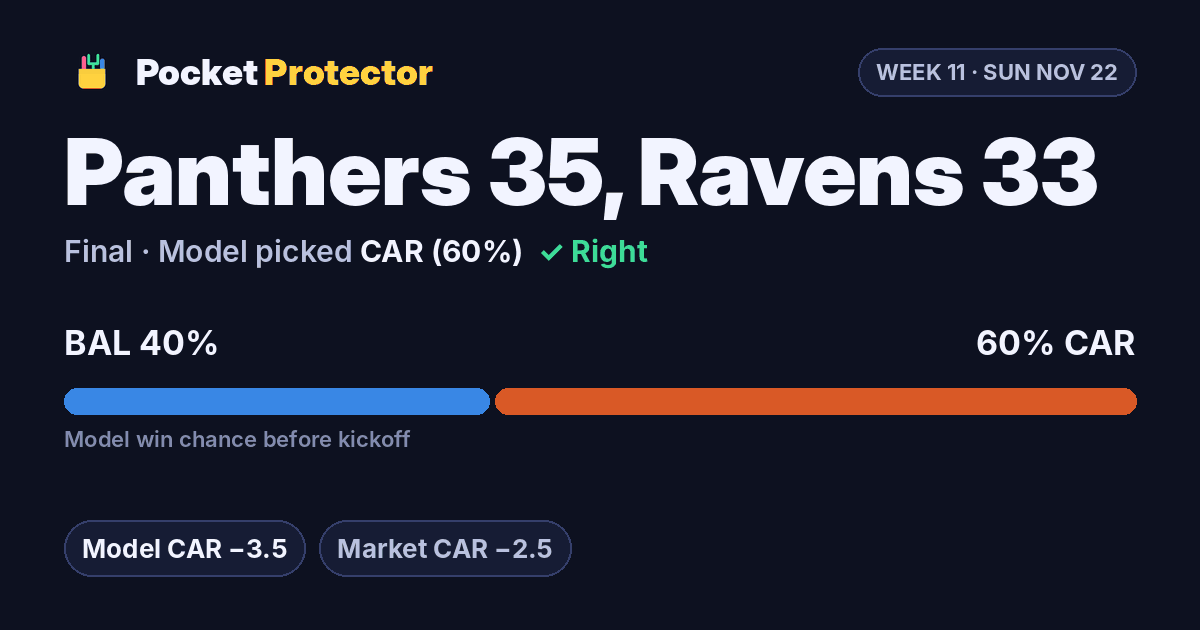 Pocket Protector
WEEK 11 · SUN NOV 22
Panthers 35, Ravens 33
Final · Model picked CAR (60%) ✓ Right
BAL 40%
60% CAR
Model win chance before kickoff
Model CAR −3.5
Market CAR −2.5